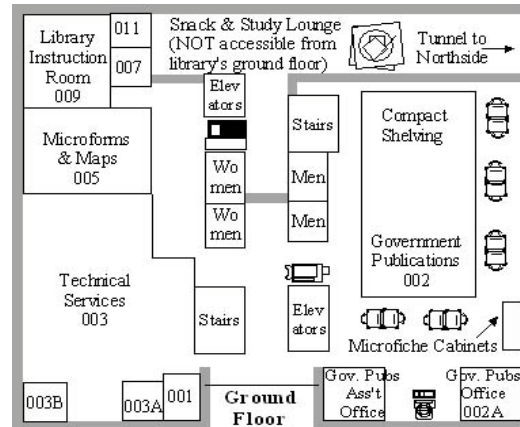 Library
Instruction
Room
009
011
007
Snack & Study Lounge
(NOT accessible from
library's ground floor)
Tunnel to
Northside
Elev
ators
Stairs
Compact
Shelving
Microforms
& Maps
005
Wo
men
Men
Wo
men
Men
Government
Publications
002
Technical
Services
003
Stairs
Elev
ators
Microfiche Cabinets
003B
003A
001
Ground
Floor
Gov. Pubs
Ass't
Office
Gov. Pubs
Office
002A